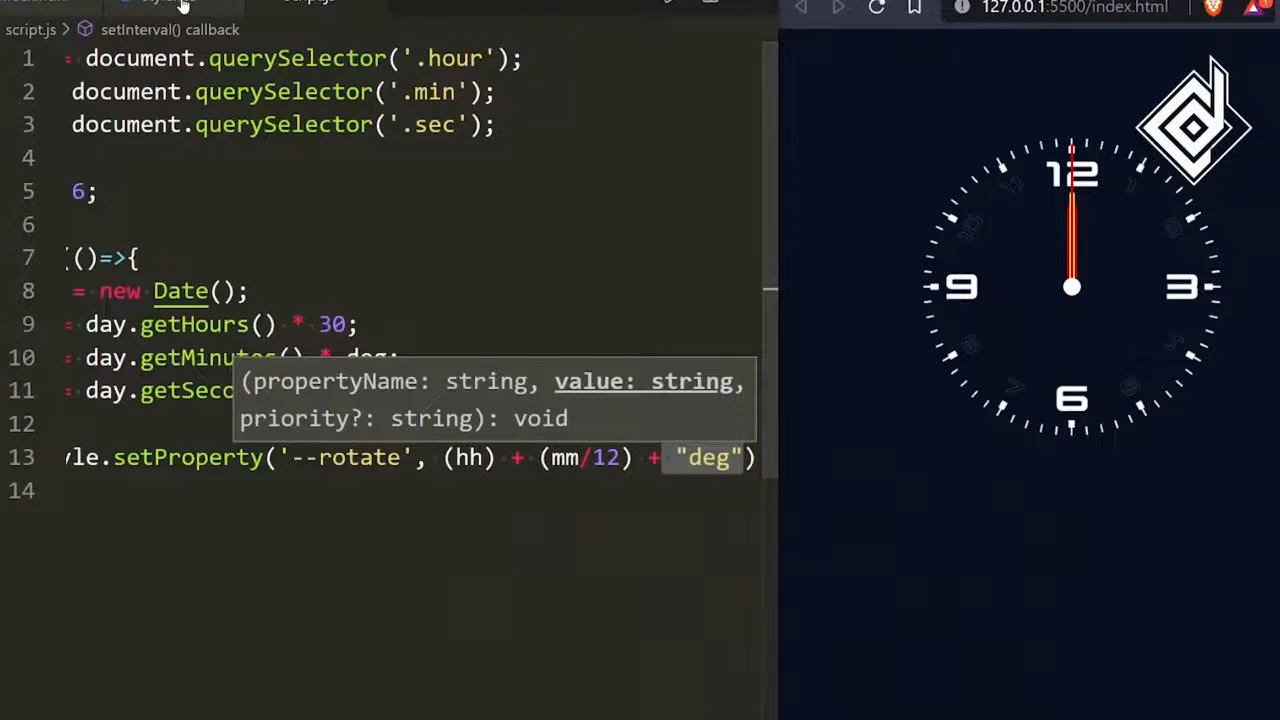 127.0.0.1:5500/index.html
script.js > setInterval() callback
1 = document.querySelector('.hour');
2 document.querySelector('.min');
3 document.querySelector('.sec');
4
5 6;
6
7 (()=>{
8 = new Date();
9 = day.getHours() * 30;
10 = day.getMinutes() * deg;
11 = day.getSeco
(propertyName: string, value: string,
priority?: string): void
12
13 yle.setProperty('--rotate', (hh) + (mm/12) + "deg")
14
12
9
3
6